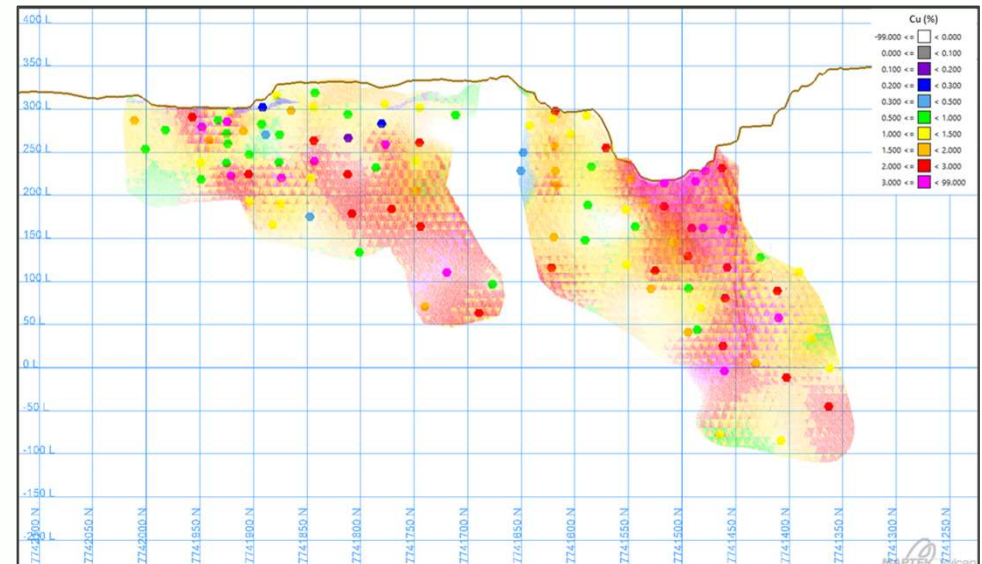 400 L
350 L
300 L
250 L
200 L
150 L
100 L
50 L
0 L
-50 L
-100 L
-150 L
-200 L
Cu (%)
-99.000 <= < 0.000
0.000 <= < 0.100
0.100 <= < 0.200
0.200 <= < 0.300
0.300 <= < 0.500
0.500 <= < 1.000
1.000 <= < 1.500
1.500 <= < 2.000
2.000 <= < 3.000
3.000 <= < 99.000
7742050 N
7742000 N
7741950 N
7741900 N
7741850 N
7741800 N
7741750 N
7741700 N
7741650 N
7741600 N
7741550 N
7741500 N
7741450 N
7741400 N
7741350 N
7741300 N
7741250 N